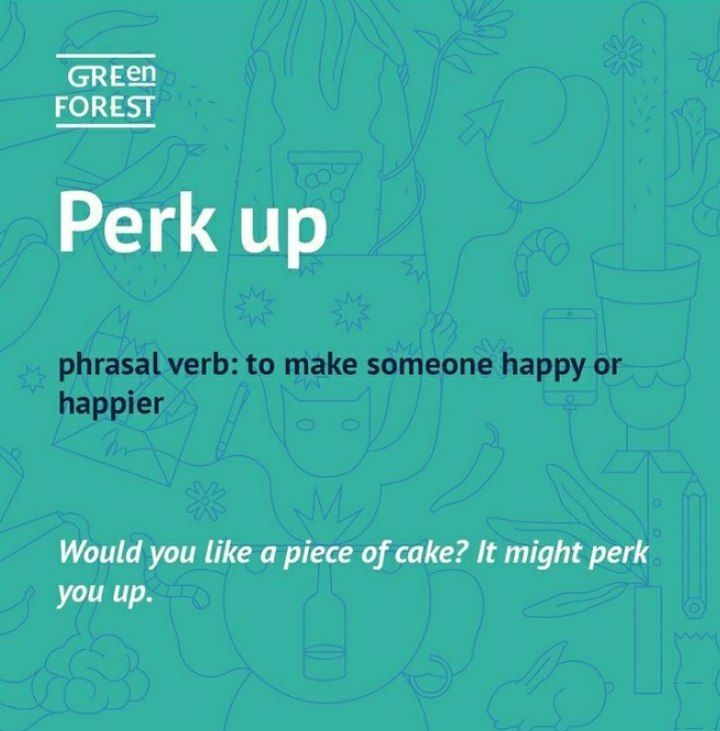 GREen
FOREST
Perk up
phrasal verb: to make someone happy or
happier
Would you like a piece of cake? It might perk
you up.